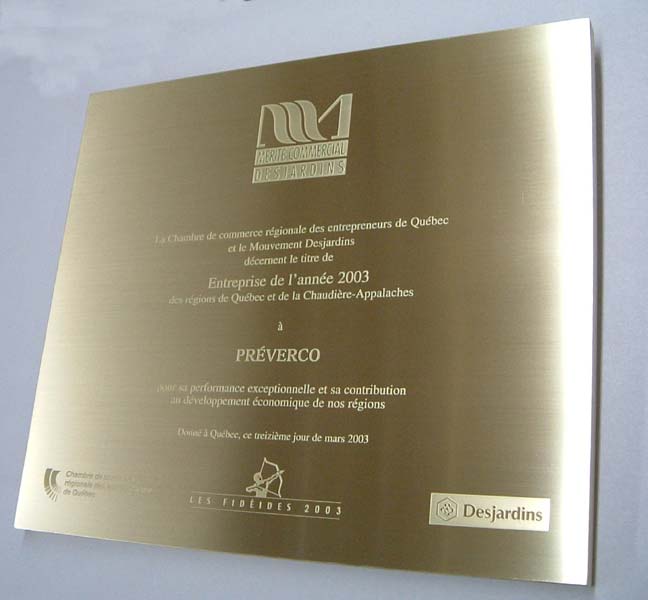 MÉRITE COMMERCIAL
DESJARDINS
La Chambre de commerce régionale des entrepreneurs de Québec
et le Mouvement Desjardins
décernent le titre de
Entreprise de l'année 2003
des régions de Québec et de la Chaudière-Appalaches
à
PRÉVERCO
pour sa performance exceptionnelle et sa contribution
au développement économique de nos régions
Donné à Québec, ce treizième jour de mars 2003
Chambre de
régionale des
de Québec
LES FIDÉIDES 2003
Desjardins